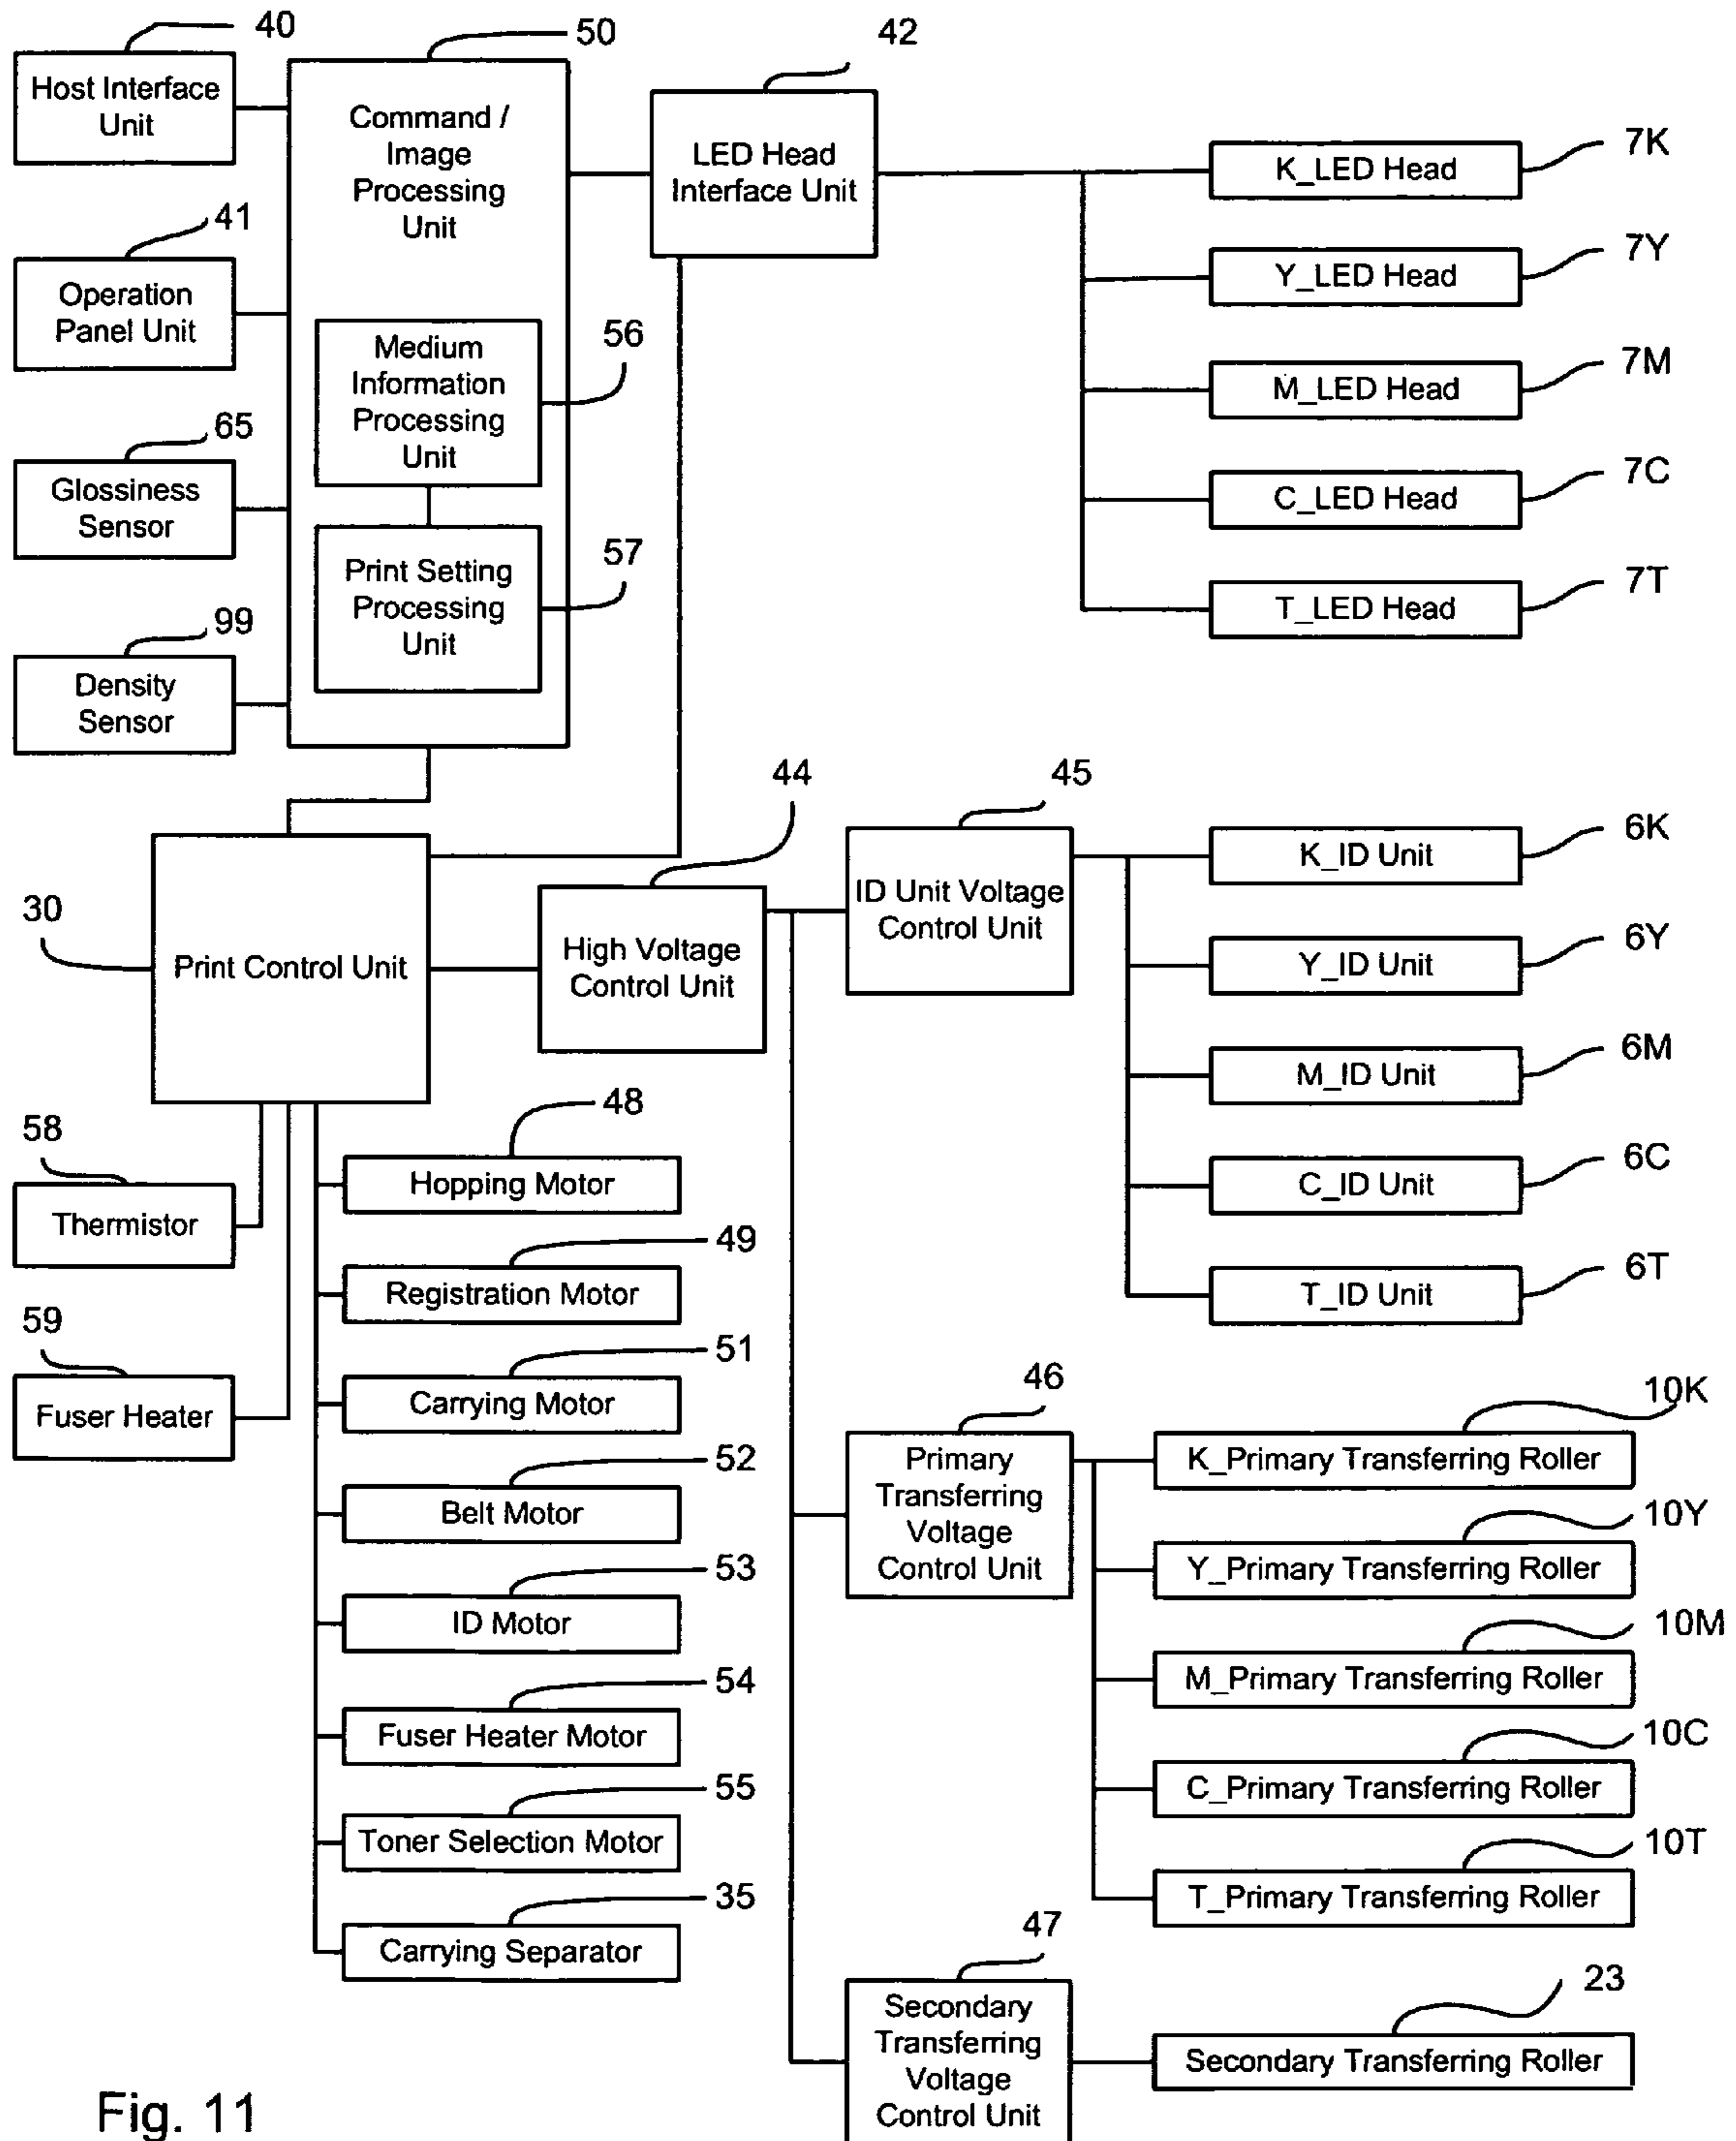 40
Host Interface
Unit
50
Command /
Image
Processing
Unit
42
LED Head
Interface Unit
K_LED Head
7K
Y_LED Head
7Y
M_LED Head
7M
C_LED Head
7C
T_LED Head
7T
41
Operation
Panel Unit
65
Glossiness
Sensor
99
Density
Sensor
Medium
Information
Processing
Unit
56
Print Setting
Processing
Unit
57
30
Print Control Unit
44
High Voltage
Control Unit
45
ID Unit Voltage
Control Unit
K_ID Unit
6K
Y_ID Unit
6Y
M_ID Unit
6M
C_ID Unit
6C
T_ID Unit
6T
58
Thermistor
59
Fuser Heater
48
Hopping Motor
49
Registration Motor
51
Carrying Motor
52
Belt Motor
53
ID Motor
54
Fuser Heater Motor
55
Toner Selection Motor
35
Carrying Separator
46
Primary
Transferring
Voltage
Control Unit
10K
K_Primary Transferring Roller
10Y
Y_Primary Transferring Roller
10M
M_Primary Transferring Roller
10C
C_Primary Transferring Roller
10T
T_Primary Transferring Roller
47
Secondary
Transferring
Voltage
Control Unit
23
Secondary Transferring Roller
Fig. 11